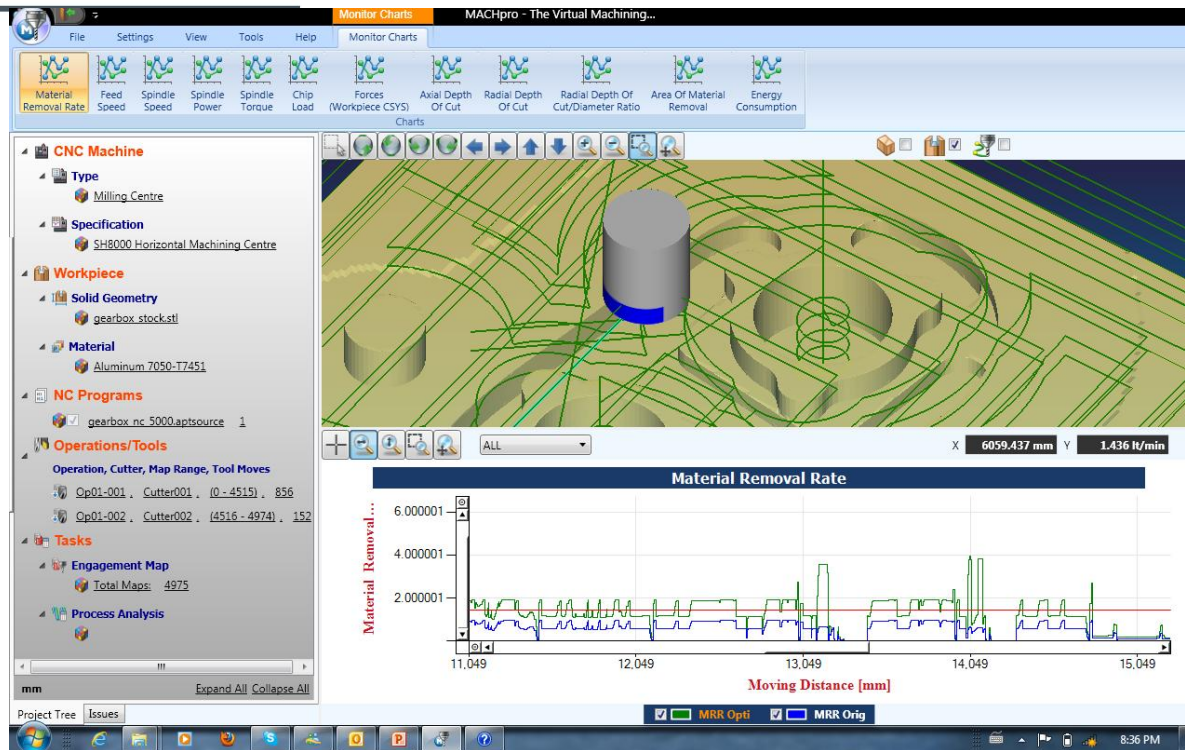 Monitor Charts MACHpro - The Virtual Machining...
File Settings View Tools Help Monitor Charts
Material Removal Rate
Feed Speed
Spindle Speed
Spindle Power
Spindle Torque
Chip Load
Forces (Workpiece CSYS)
Axial Depth Of Cut
Radial Depth Of Cut
Radial Depth Of Cut/Diameter Ratio
Area Of Material Removal
Energy Consumption
Charts
CNC Machine
Type
Milling Centre
Specification
SH8000 Horizontal Machining Centre
Workpiece
Solid Geometry
gearbox stock.stl
Material
Aluminum 7050-T7451
NC Programs
gearbox nc 5000.aptsource 1
Operations/Tools
Operation, Cutter, Map Range, Tool Moves
Op01-001 , Cutter001 , (0 - 4515) , 856
Op01-002 , Cutter002 , (4516 - 4974) , 152
Tasks
Engagement Map
Total Maps: 4975
Process Analysis
mm Expand All Collapse All
Project Tree Issues
ALL X 6059.437 mm Y 1.436 lt/min
Material Removal Rate
Material Removal...
6.000001
4.000001
2.000001
11,049 12,049 13,049 14,049 15,049
Moving Distance [mm]
MRR Opti MRR Orig
8:36 PM